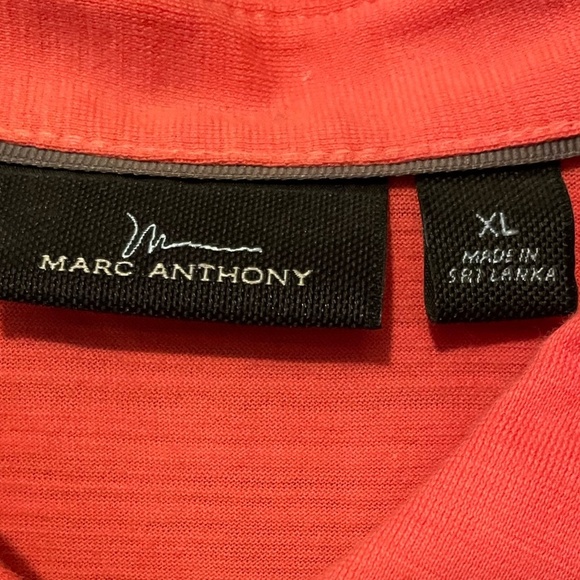 MARC ANTHONY
XL
MADE IN
SRI LANKA